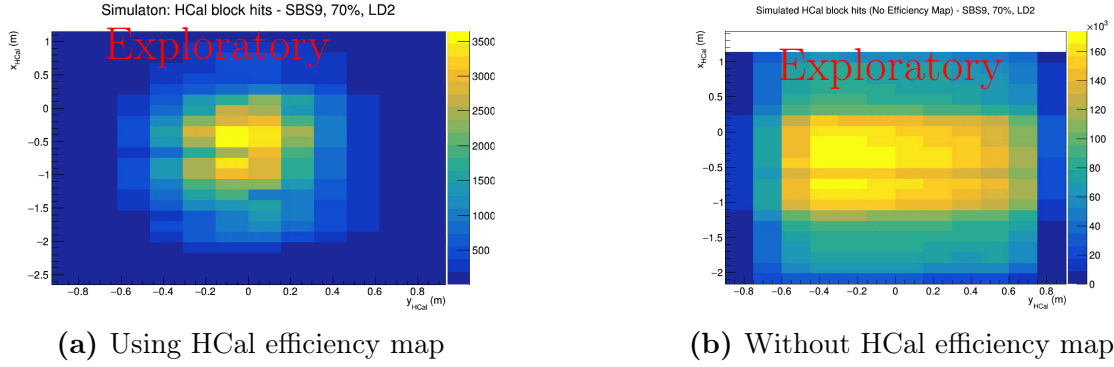 Simulaton: HCal block hits - SBS9, 70%, LD2
Exploratory
x_HCal (m)
1
0.5
0
−0.5
−1
−1.5
−2
−2.5
−0.8 −0.6 −0.4 −0.2 0 0.2 0.4 0.6 0.8
y_HCal (m)
3500
3000
2500
2000
1500
1000
500
(a) Using HCal efficiency map
Simulated HCal block hits (No Efficiency Map) - SBS9, 70%, LD2
Exploratory
x_HCal (m)
1
0.5
0
−0.5
−1
−1.5
−2
−0.8 −0.6 −0.4 −0.2 0 0.2 0.4 0.6 0.8
y_HCal (m)
×10³
160
140
120
100
80
60
40
20
0
(b) Without HCal efficiency map